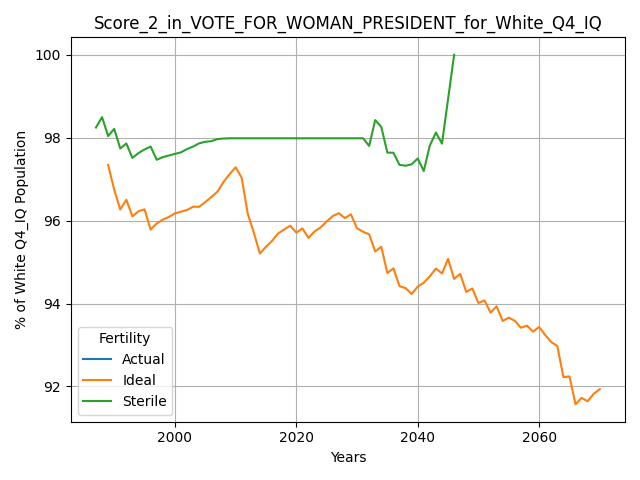 Score_2_in_VOTE_FOR_WOMAN_PRESIDENT_for_White_Q4_IQ
% of White Q4_IQ Population
100
98
96
94
92
Fertility
Actual
Ideal
Sterile
2000
2020
2040
2060
Years